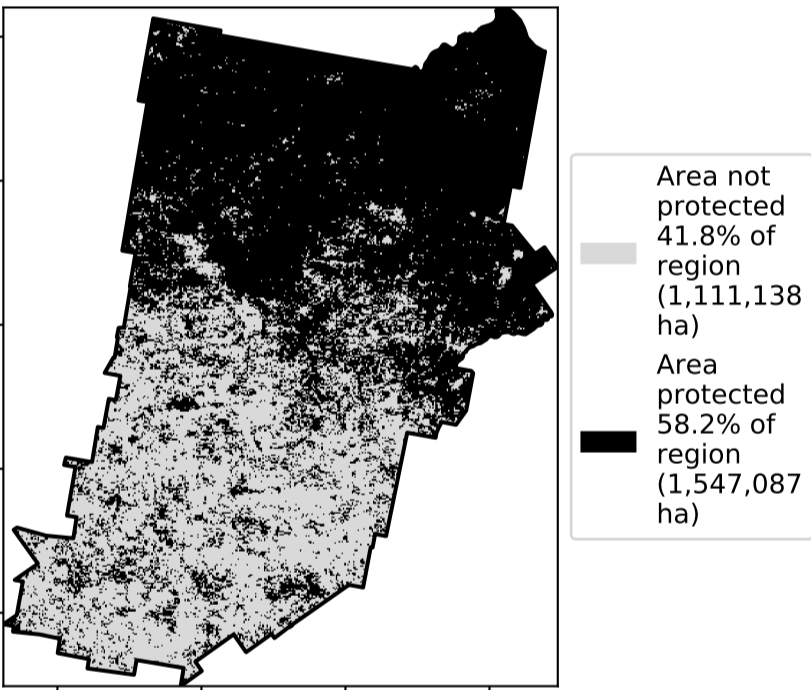 Area not
protected
41.8% of
region
(1,111,138
ha)
Area
protected
58.2% of
region
(1,547,087
ha)